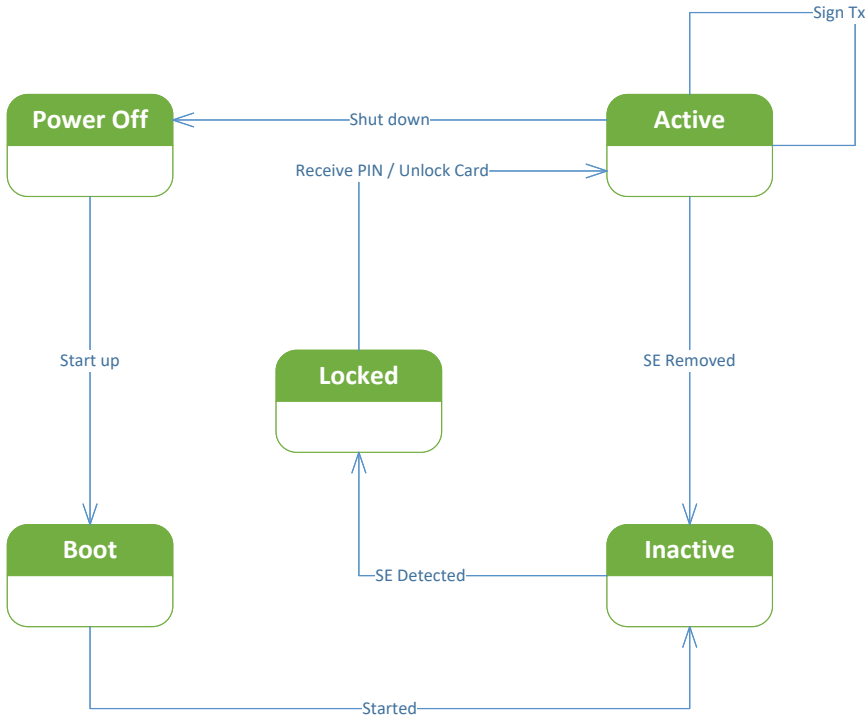 Sign Tx
Power Off
Shut down
Active
Receive PIN / Unlock Card
Start up
Locked
SE Removed
Boot
SE Detected
Inactive
Started